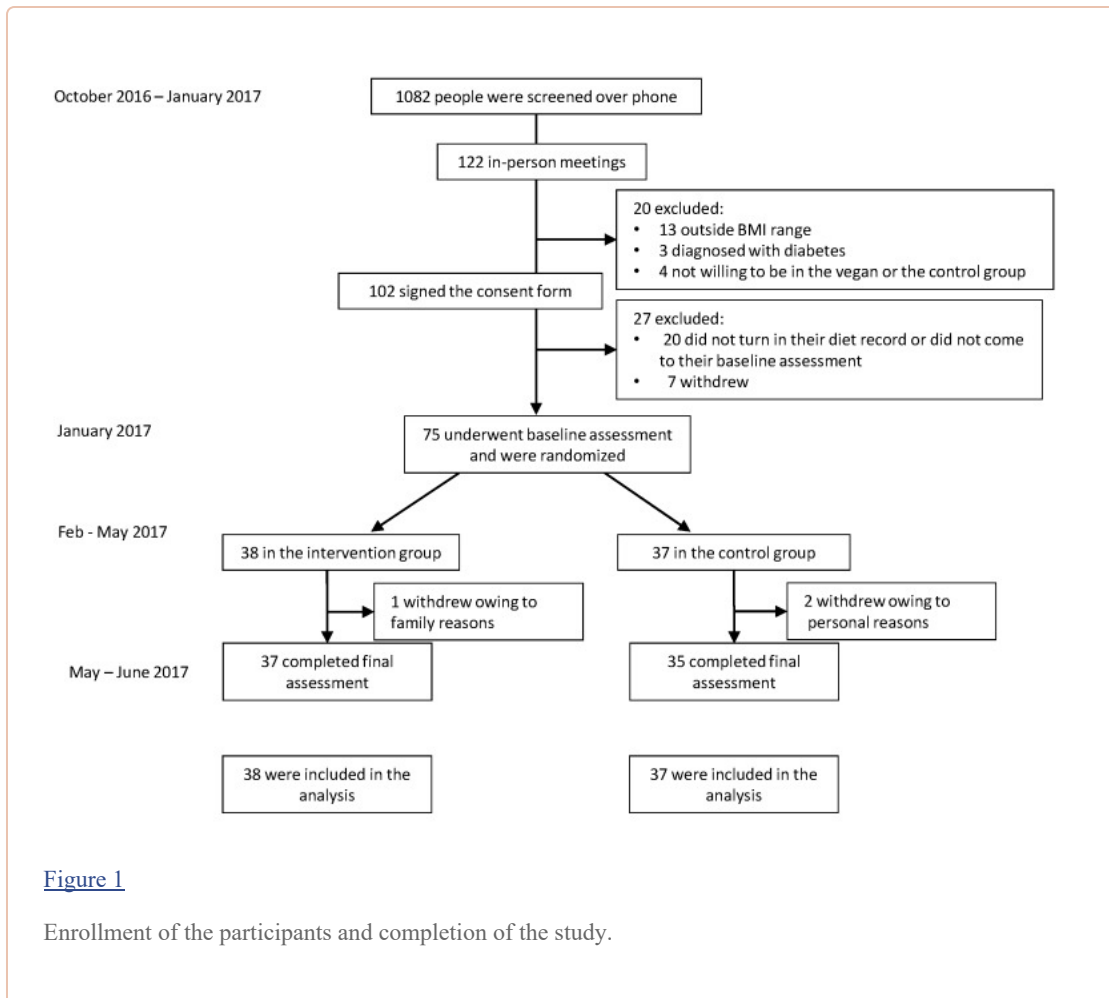 October 2016 – January 2017
1082 people were screened over phone
122 in-person meetings
20 excluded:
• 13 outside BMI range
• 3 diagnosed with diabetes
• 4 not willing to be in the vegan or the control group
102 signed the consent form
27 excluded:
• 20 did not turn in their diet record or did not come
to their baseline assessment
• 7 withdrew
January 2017
75 underwent baseline assessment
and were randomized
Feb - May 2017
38 in the intervention group
37 in the control group
1 withdrew owing to
family reasons
2 withdrew owing to
personal reasons
May – June 2017
37 completed final
assessment
35 completed final
assessment
38 were included in the
analysis
37 were included in the
analysis
Figure 1
Enrollment of the participants and completion of the study.